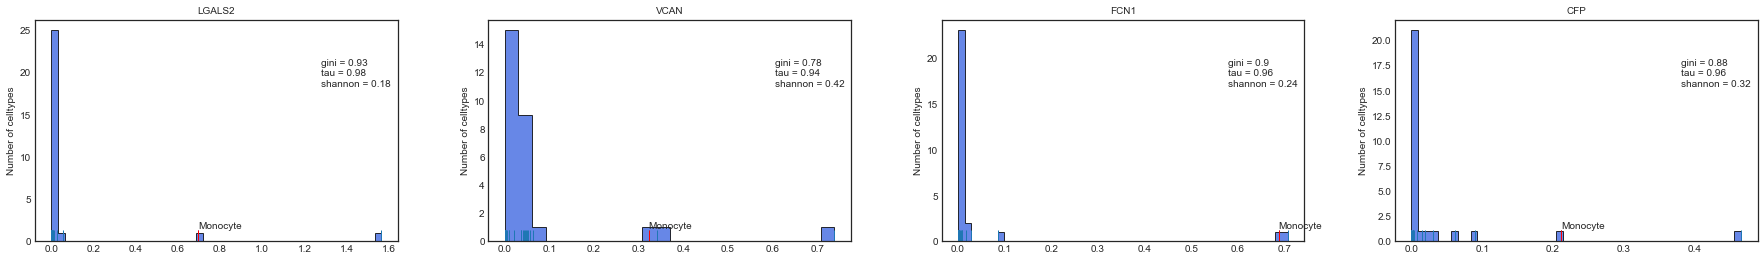 LGALS2
25
20
15
10
5
0
Number of celltypes
gini = 0.93
tau = 0.98
shannon = 0.18
Monocyte
0.0 0.2 0.4 0.6 0.8 1.0 1.2 1.4 1.6
VCAN
14
12
10
8
6
4
2
0
Number of celltypes
gini = 0.78
tau = 0.94
shannon = 0.42
Monocyte
0.0 0.1 0.2 0.3 0.4 0.5 0.6 0.7
FCN1
20
15
10
5
0
Number of celltypes
gini = 0.9
tau = 0.96
shannon = 0.24
Monocyte
0.0 0.1 0.2 0.3 0.4 0.5 0.6 0.7
CFP
20.0
17.5
15.0
12.5
10.0
7.5
5.0
2.5
0.0
Number of celltypes
gini = 0.88
tau = 0.96
shannon = 0.32
Monocyte
0.0 0.1 0.2 0.3 0.4